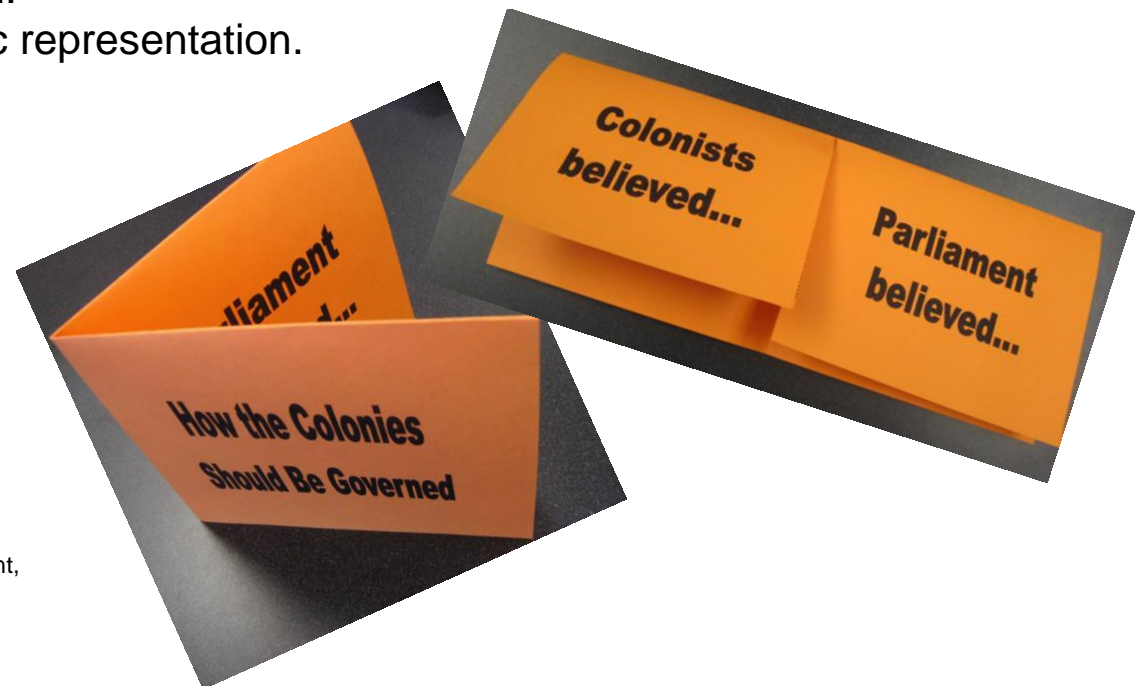 representation.
Colonists
believed...
Parliament
believed...
How the Colonies
Should Be Governed